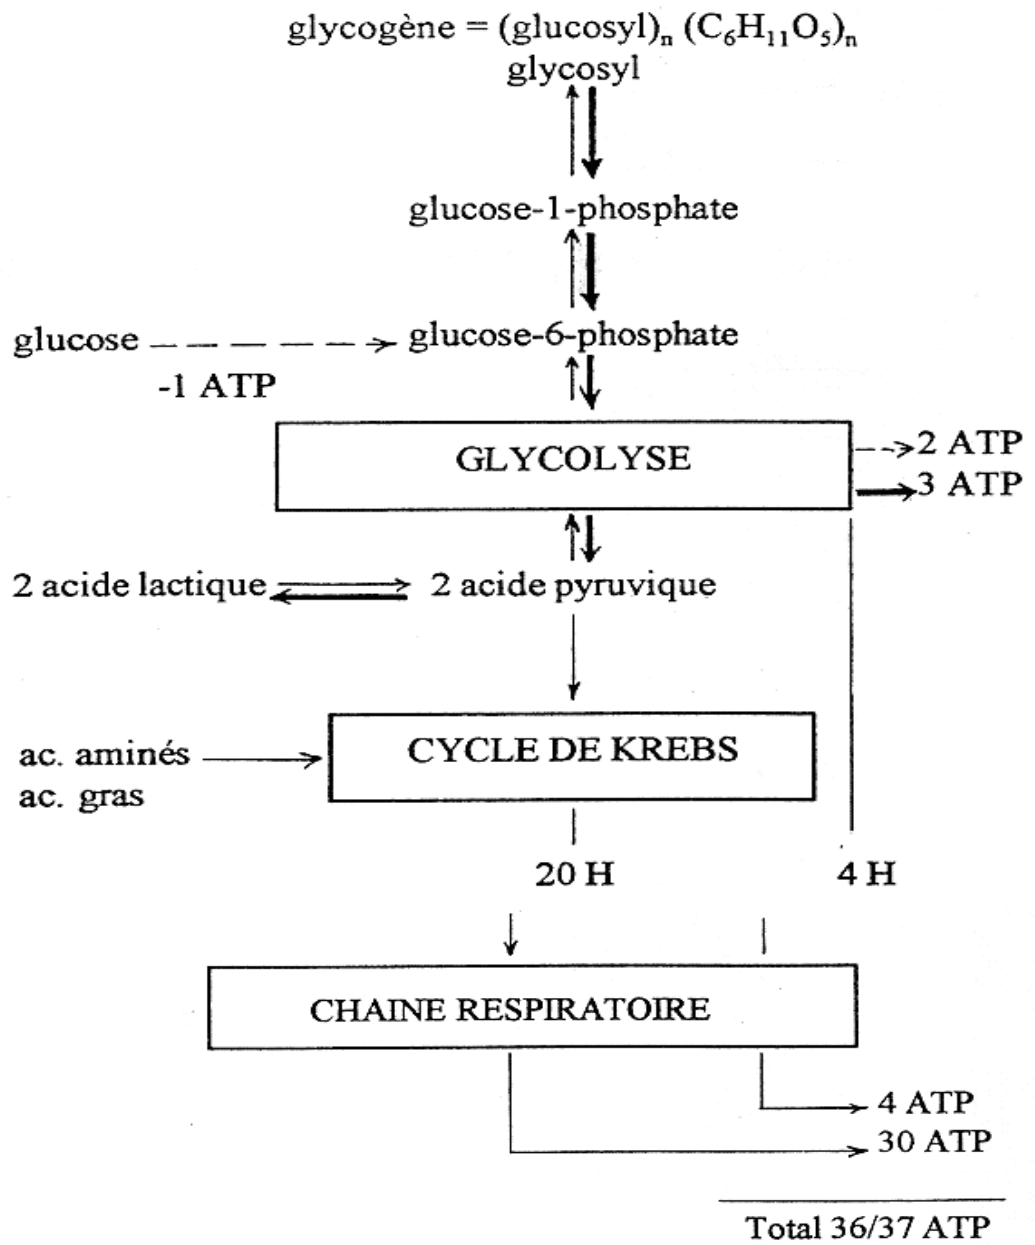 glycogène = (glucosyl)n (C6H11O5)n
glycosyl
glucose-1-phosphate
glucose
glucose-6-phosphate
-1 ATP
GLYCOLYSE
2 ATP
3 ATP
2 acide lactique
2 acide pyruvique
ac. aminés
ac. gras
CYCLE DE KREBS
20 H
4 H
CHAINE RESPIRATOIRE
4 ATP
30 ATP
Total 36/37 ATP